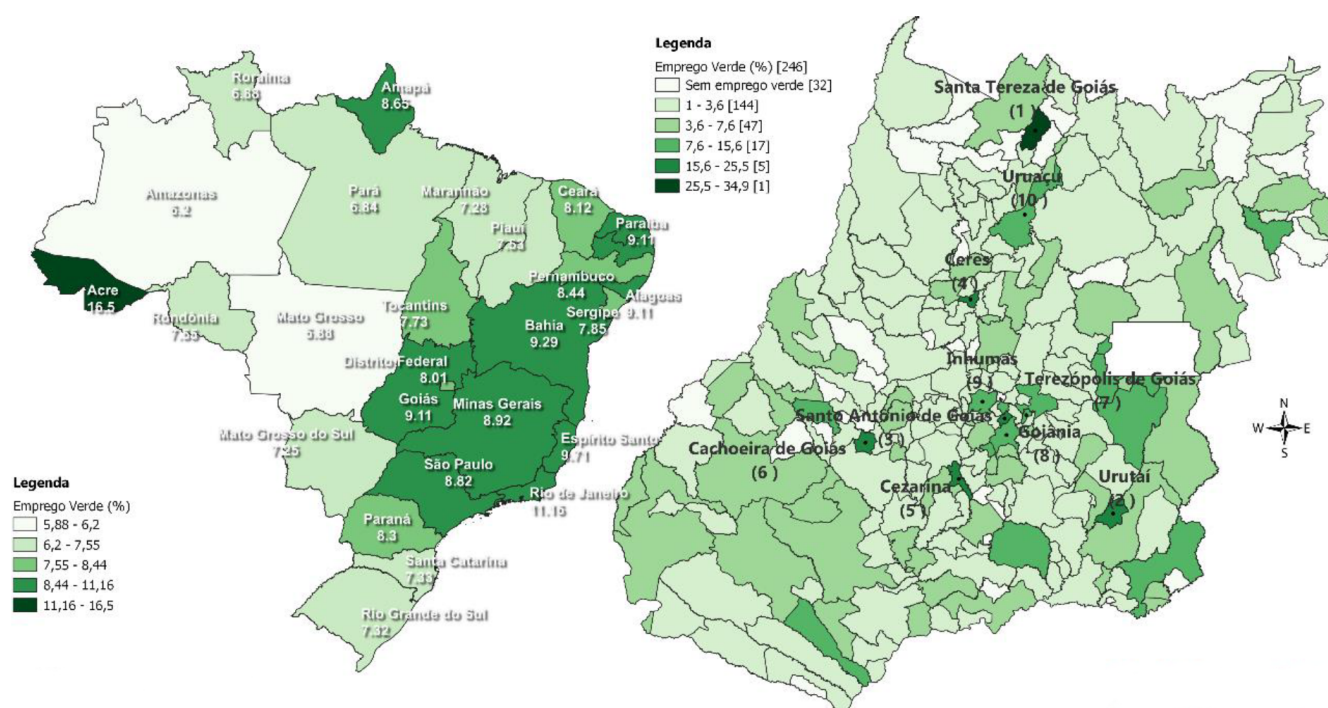 Roraima
6.88
Amapá
8.65
Amazonas
6.2
Pará
6.84
Maranhão
7.28
Ceará
8.12
Piauí
7.53
Paraíba
9.11
Pernambuco
8.44
Alagoas
9.11
Sergipe
7.85
Acre
16.5
Rondônia
7.55
Mato Grosso
5.88
Tocantins
7.73
Bahia
9.29
Distrito Federal
8.01
Goiás
9.11
Minas Gerais
8.92
Mato Grosso do Sul
7.25
Espírito Santo
9.71
São Paulo
8.82
Rio de Janeiro
11.16
Paraná
8.3
Santa Catarina
7.33
Rio Grande do Sul
7.32
Legenda
Emprego Verde (%)
5,88 - 6,2
6,2 - 7,55
7,55 - 8,44
8,44 - 11,16
11,16 - 16,5
Legenda
Emprego Verde (%) [246]
Sem emprego verde [32]
1 - 3,6 [144]
3,6 - 7,6 [47]
7,6 - 15,6 [17]
15,6 - 25,5 [5]
25,5 - 34,9 [1]
Santa Tereza de Goiás
(1 )
Uruaçu
(10 )
Ceres
(4 )
Inhumas
(9 )
Terezópolis de Goiás
(7 )
Santo Antônio de Goiás
(3 )
Goiânia
(8 )
Cachoeira de Goiás
(6 )
Cezarina
(5 )
Urutaí
(2 )
N
W E
S